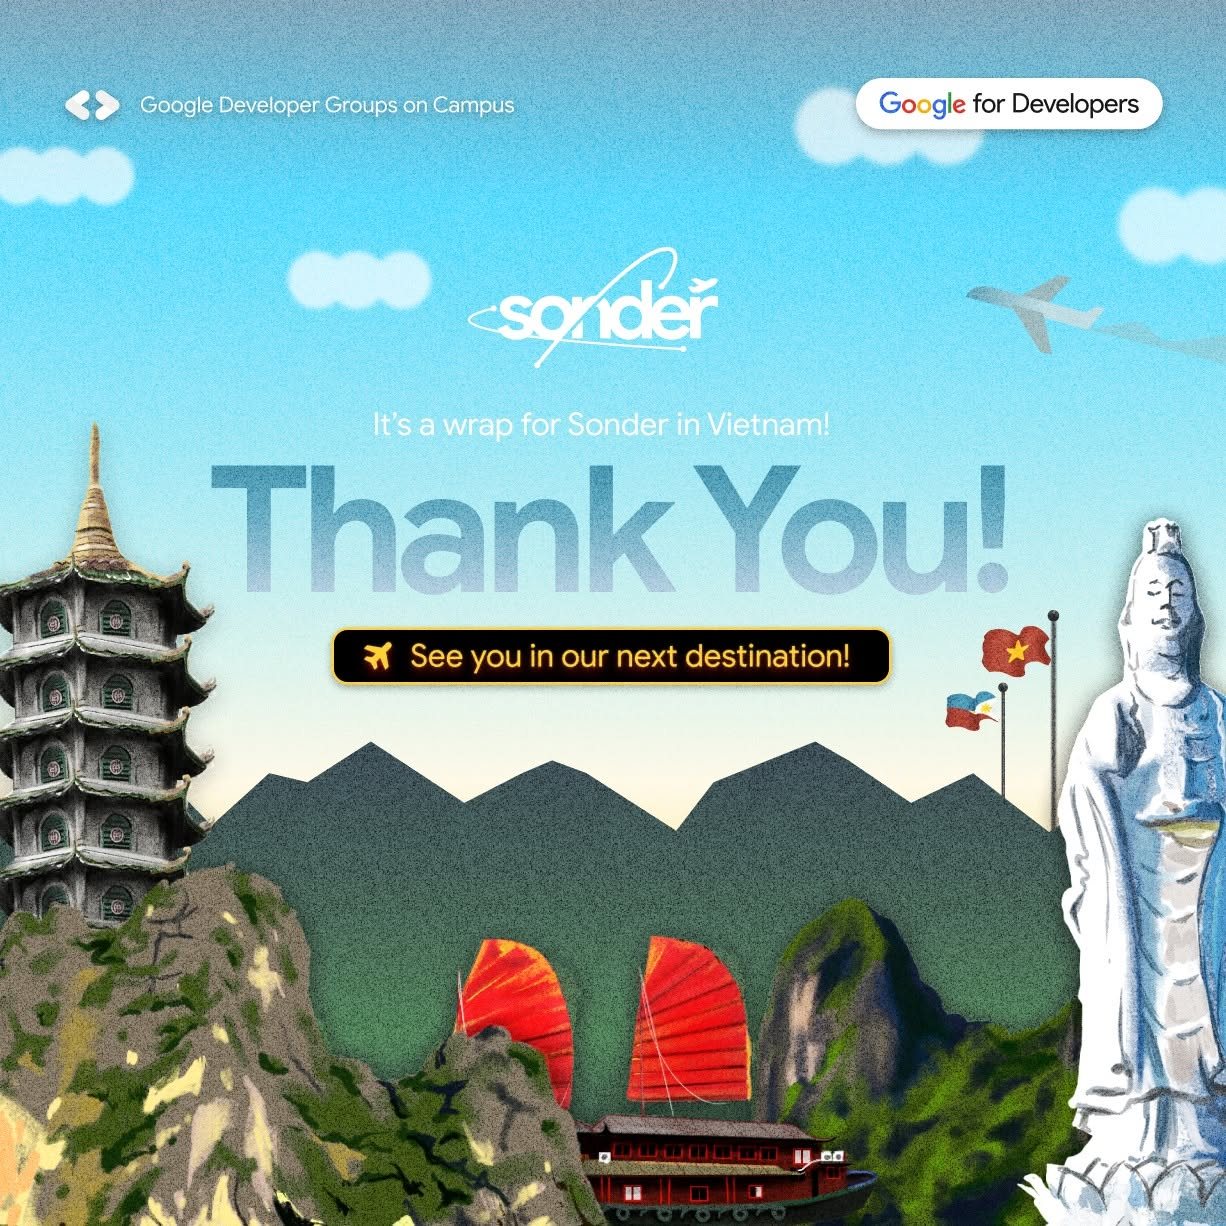 Google Developer Groups on Campus
Google for Developers
sonder
It's a wrap for Sonder in Vietnam!
Thank You!
See you in our next destination!